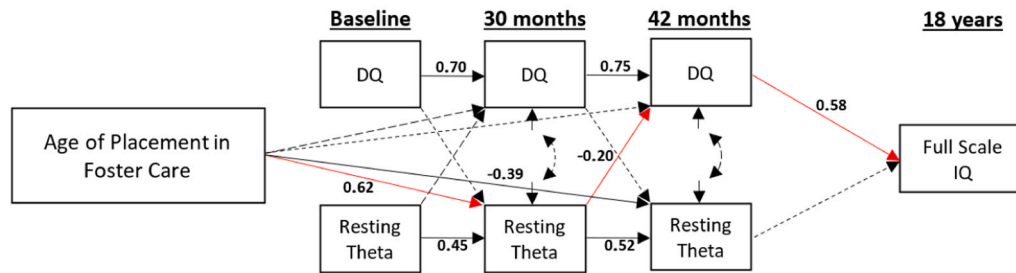 Baseline 30 months 42 months 18 years
DQ 0.70 DQ 0.75 DQ
0.58
Age of Placement in
Foster Care
-0.20
Full Scale
IQ
-0.39
0.62
Resting
Theta
0.45
Resting
Theta
0.52
Resting
Theta